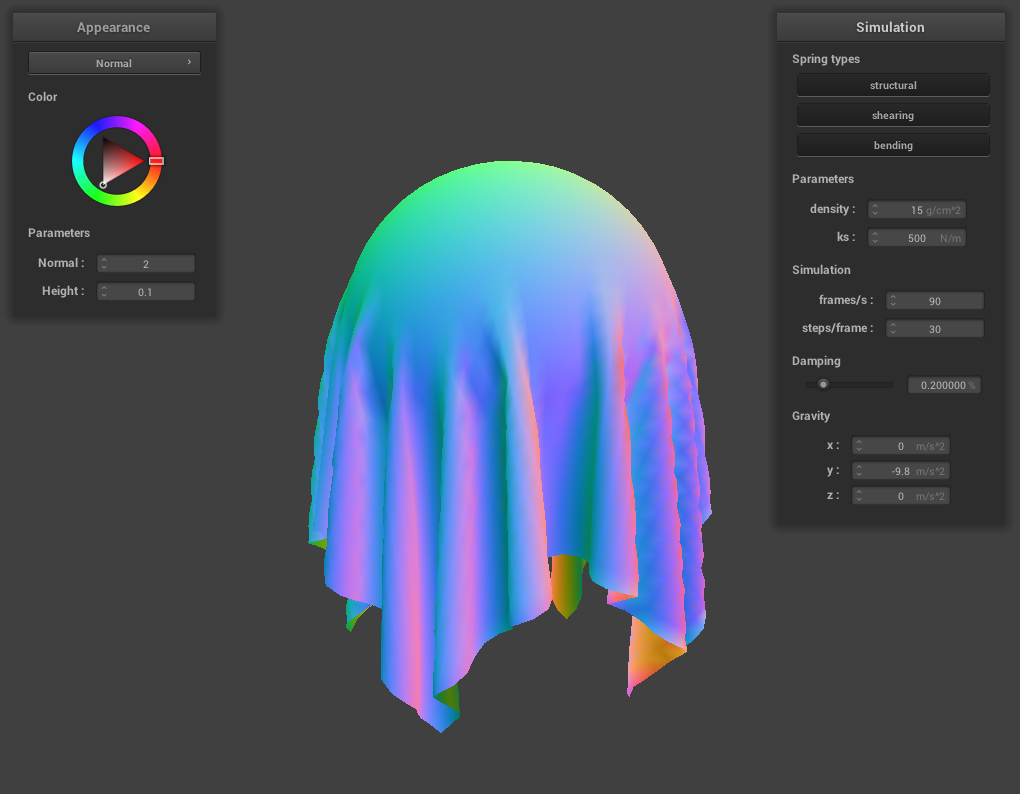 Appearance
Normal ›
Color
Parameters
Normal : 2
Height : 0.1
Simulation
Spring types
structural
shearing
bending
Parameters
density : 15 g/cm^2
ks : 500 N/m
Simulation
frames/s : 90
steps/frame : 30
Damping
0.200000 %
Gravity
x : 0 m/s^2
y : -9.8 m/s^2
z : 0 m/s^2